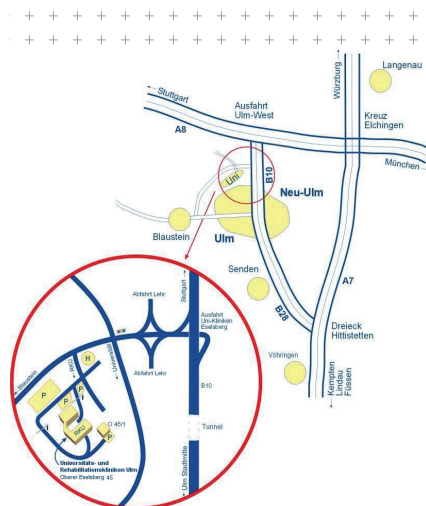 Würzburg
Langenau
Stuttgart
Ausfahrt
Ulm-West
Kreuz
Elchingen
A8
München
B10
Uni
Neu-Ulm
Blaustein
Ulm
Senden
A7
B28
Dreieck
Hittistetten
Vöhringen
Kempten
Lindau
Füssen
Stuttgart
Abfahrt Lehr
Ausfahrt
Uni-Kliniken
Eselsberg
Universität
Blaustein
RKU
H
Abfahrt Lehr
B10
P
P
P
i
i
O 45/1
RKU
P
Tunnel
Universitäts- und
Rehabilitationskliniken Ulm
Oberer Eselsberg 45
Ulm Stadtmitte